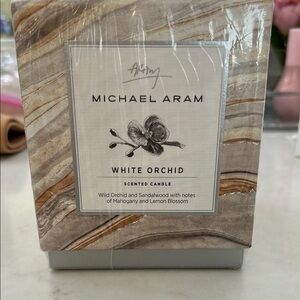 MICHAEL ARAM
WHITE ORCHID
SCENTED CANDLE
Wild Orchid and Sandalwood with notes
of Mahogany and Lemon Blossom